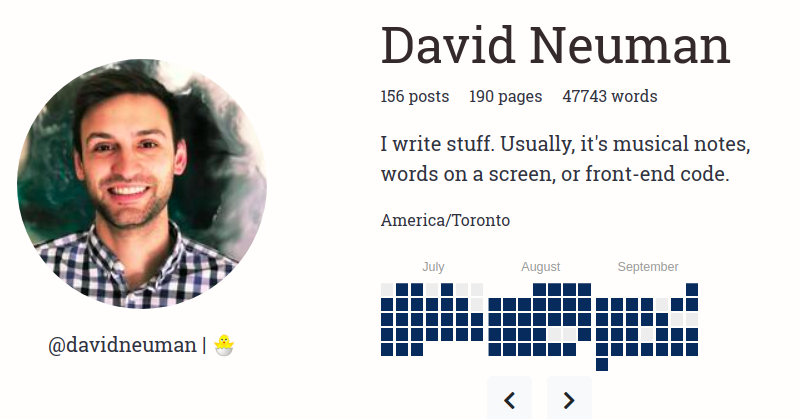 David Neuman
156 posts 190 pages 47743 words
I write stuff. Usually, it's musical notes,
words on a screen, or front-end code.
America/Toronto
July August September
@davidneuman | 🐣